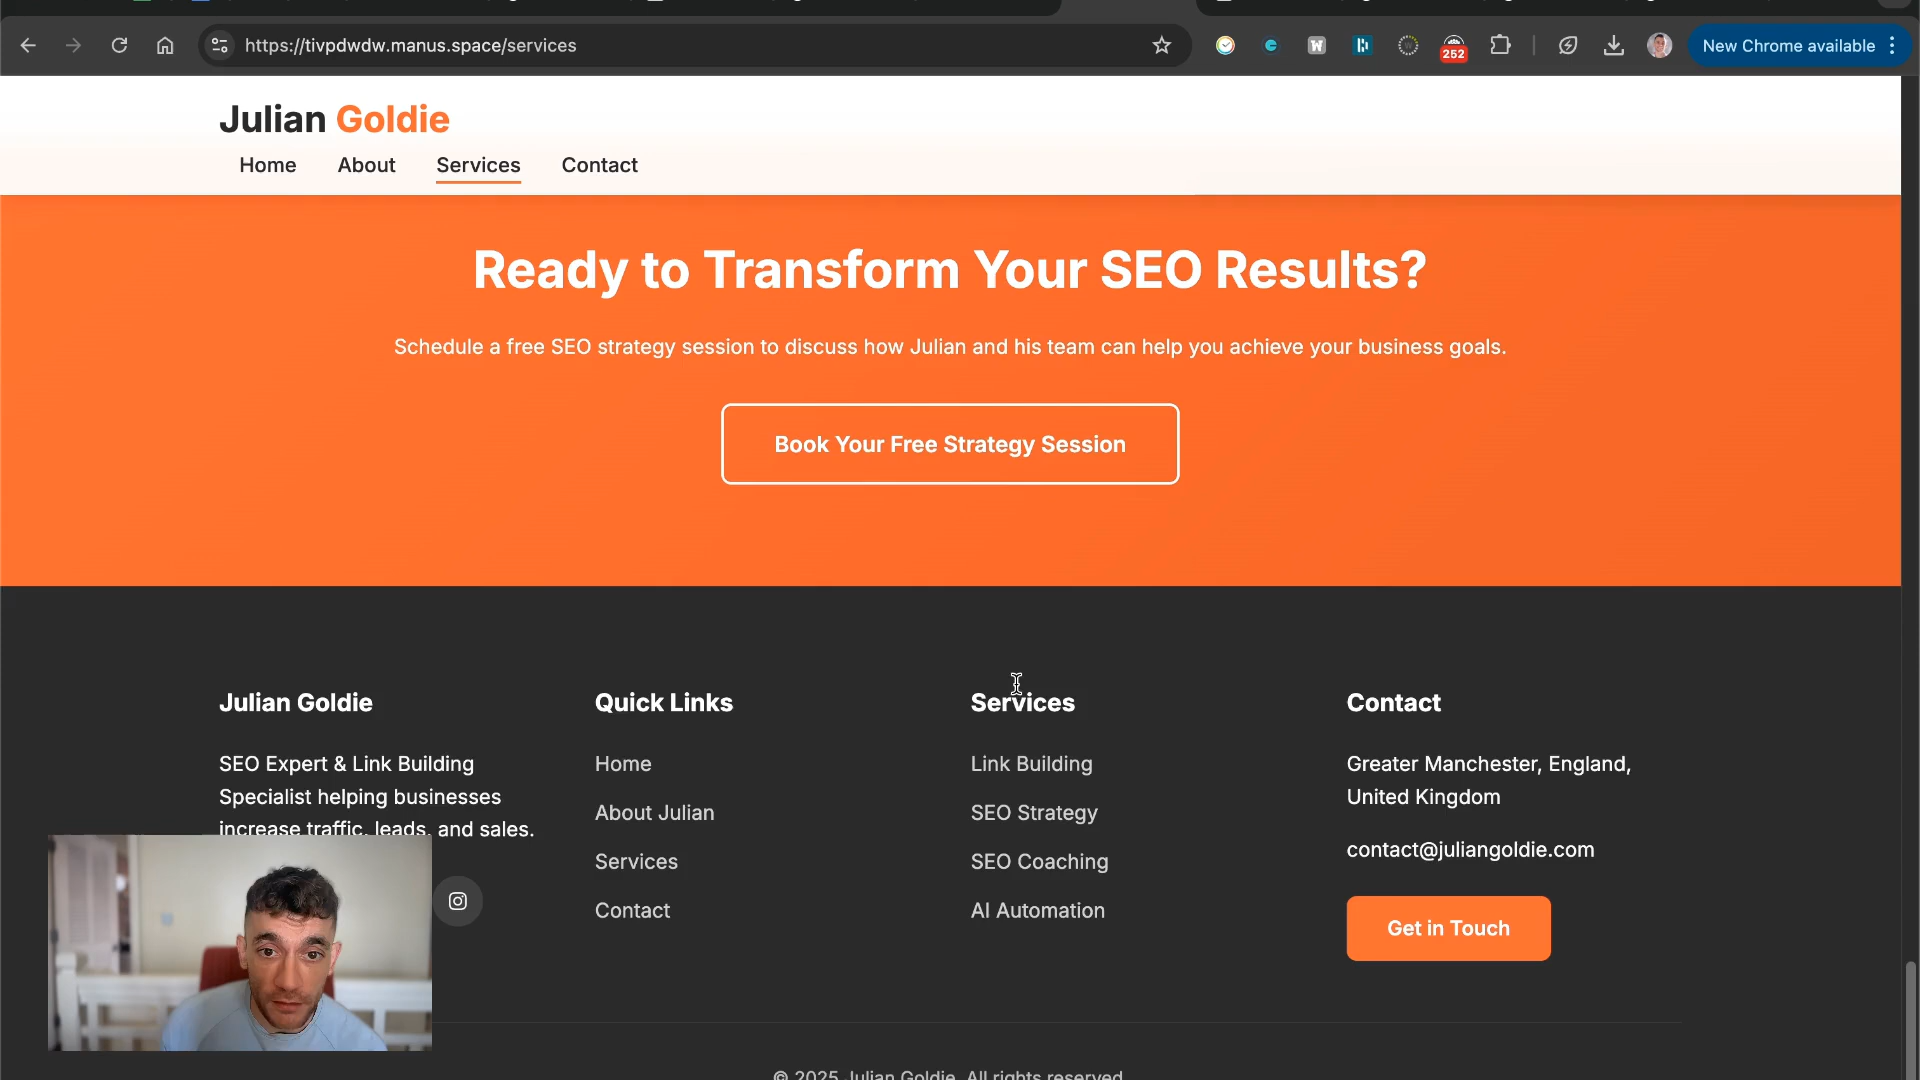 https://tivpdwdw.manus.space/services
252
New Chrome available
Julian Goldie
Home About Services Contact
Ready to Transform Your SEO Results?
Schedule a free SEO strategy session to discuss how Julian and his team can help you achieve your business goals.
Book Your Free Strategy Session
Julian Goldie
SEO Expert & Link Building
Specialist helping businesses
increase traffic, leads, and sales.
Quick Links
Home
About Julian
Services
Contact
Services
Link Building
SEO Strategy
SEO Coaching
AI Automation
Contact
Greater Manchester, England,
United Kingdom
contact@juliangoldie.com
Get in Touch
© 2025 Julian Goldie. All rights reserved